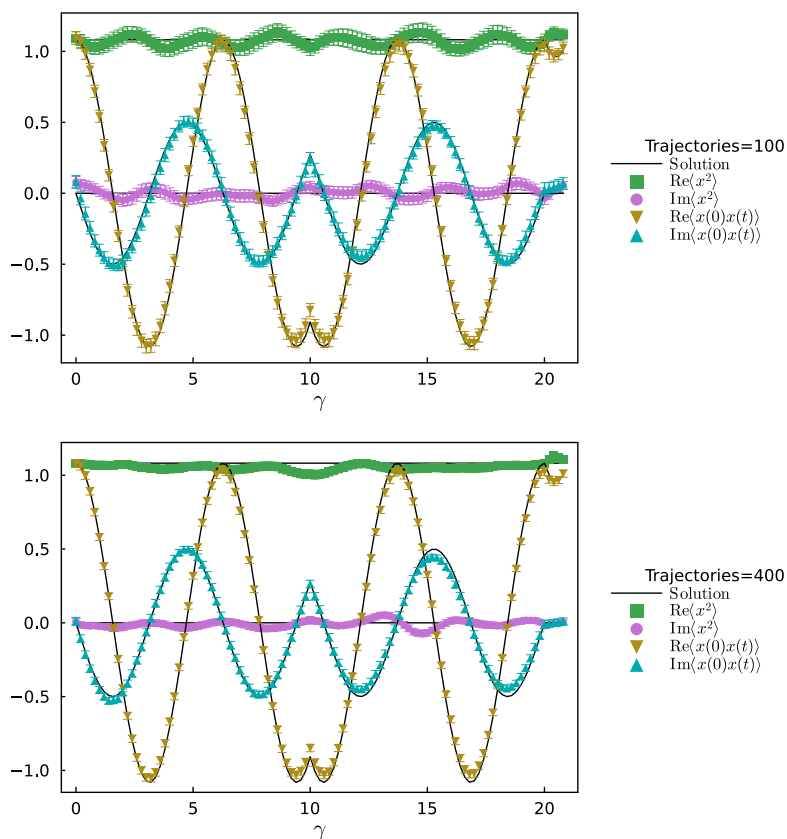 1.0
0.5
0.0
−0.5
−1.0
0 5 10 15 20
γ
Trajectories=100
Solution
Re⟨x²⟩
Im⟨x²⟩
Re⟨x(0)x(t)⟩
Im⟨x(0)x(t)⟩
1.0
0.5
0.0
−0.5
−1.0
0 5 10 15 20
γ
Trajectories=400
Solution
Re⟨x²⟩
Im⟨x²⟩
Re⟨x(0)x(t)⟩
Im⟨x(0)x(t)⟩